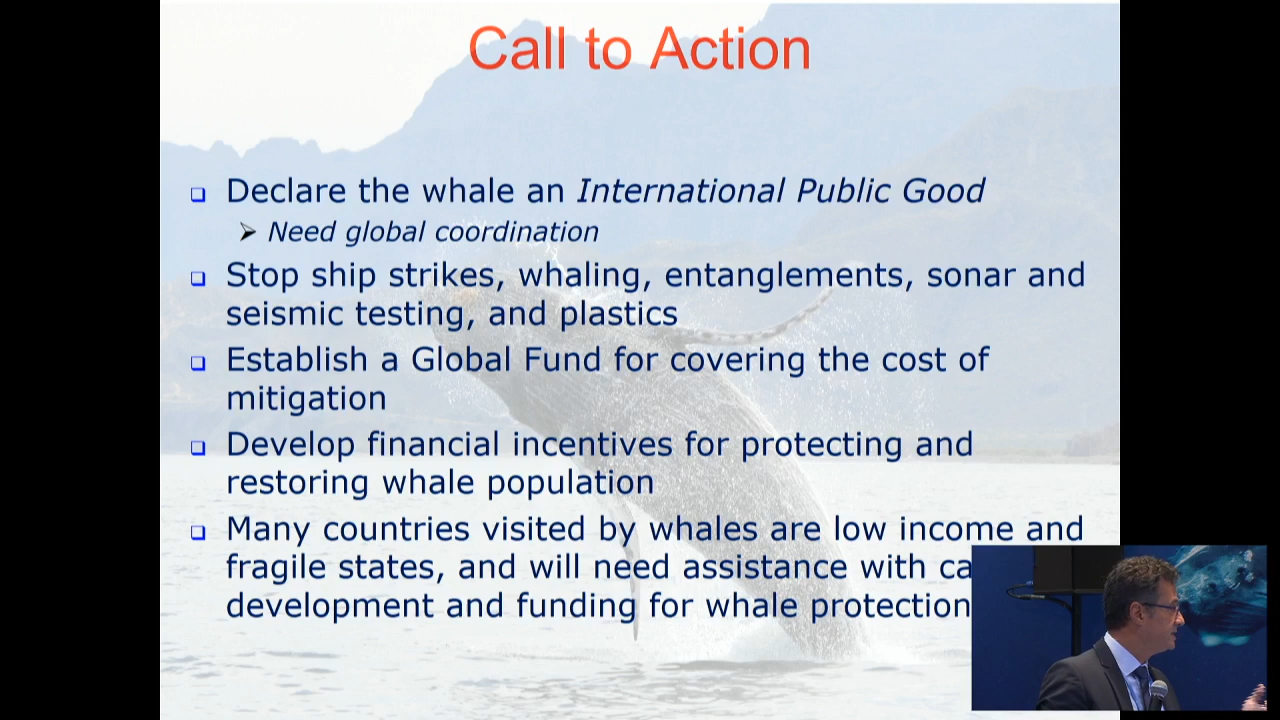 Call to Action
Declare the whale an International Public Good
Need global coordination
Stop ship strikes, whaling, entanglements, sonar and
seismic testing, and plastics
Establish a Global Fund for covering the cost of
mitigation
Develop financial incentives for protecting and
restoring whale population
Many countries visited by whales are low income and
fragile states, and will need assistance with
development and funding for whale protection